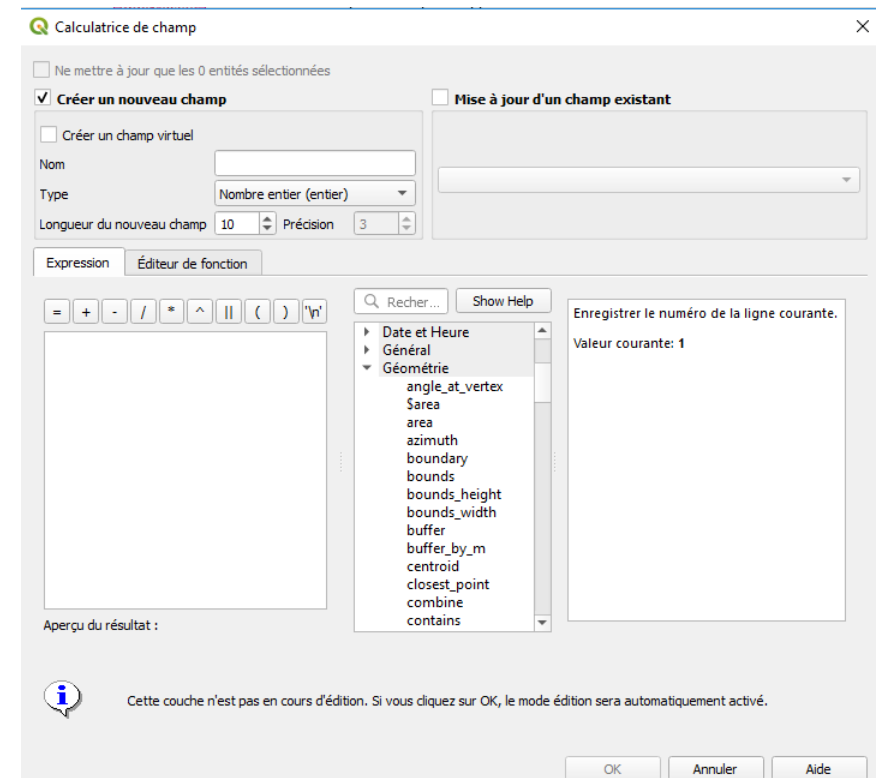 Calculatrice de champ
Ne mettre à jour que les 0 entités sélectionnées
Créer un nouveau champ
Mise à jour d'un champ existant
Créer un champ virtuel
Nom
Type Nombre entier (entier)
Longueur du nouveau champ 10 Précision 3
Expression Éditeur de fonction
= + - / * ^ || ( ) '\n'
Recher... Show Help
Date et Heure
Général
Géométrie
angle_at_vertex
$area
area
azimuth
boundary
bounds
bounds_height
bounds_width
buffer
buffer_by_m
centroid
closest_point
combine
contains
Enregistrer le numéro de la ligne courante.
Valeur courante: 1
Aperçu du résultat :
Cette couche n'est pas en cours d'édition. Si vous cliquez sur OK, le mode édition sera automatiquement activé.
OK Annuler Aide